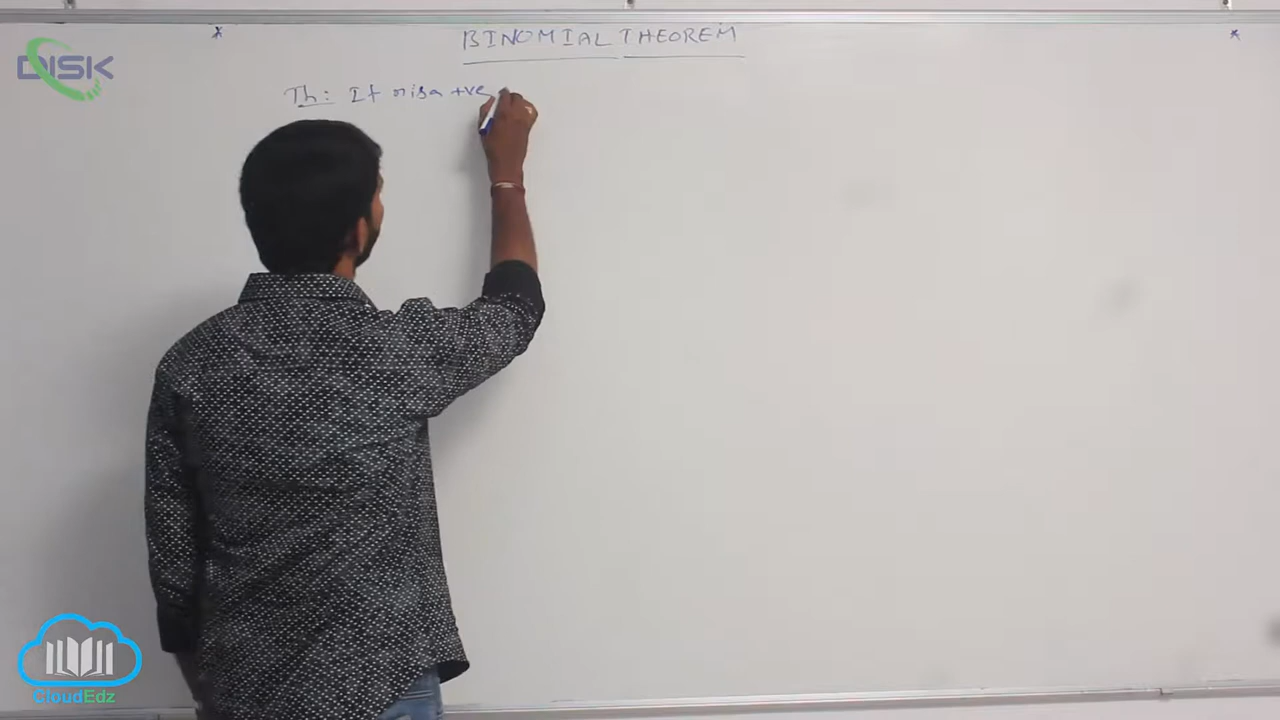 DISK
* BINOMIAL THEOREM *
Th: If n is a +ve
CloudEdz